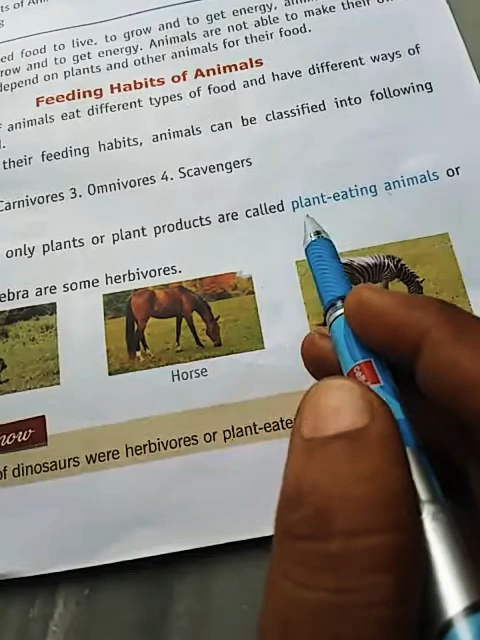 ed food to live, to grow and to get energy,
row and to get energy. Animals are not able to make their
depend on plants and other animals for their food.
Feeding Habits of Animals
animals eat different types of food and have different ways of
their feeding habits, animals can be classified into following
Carnivores 3. Omnivores 4. Scavengers
only plants or plant products are called plant-eating animals or
ebra are some herbivores.
Horse
now
of dinosaurs were herbivores or plant-eate